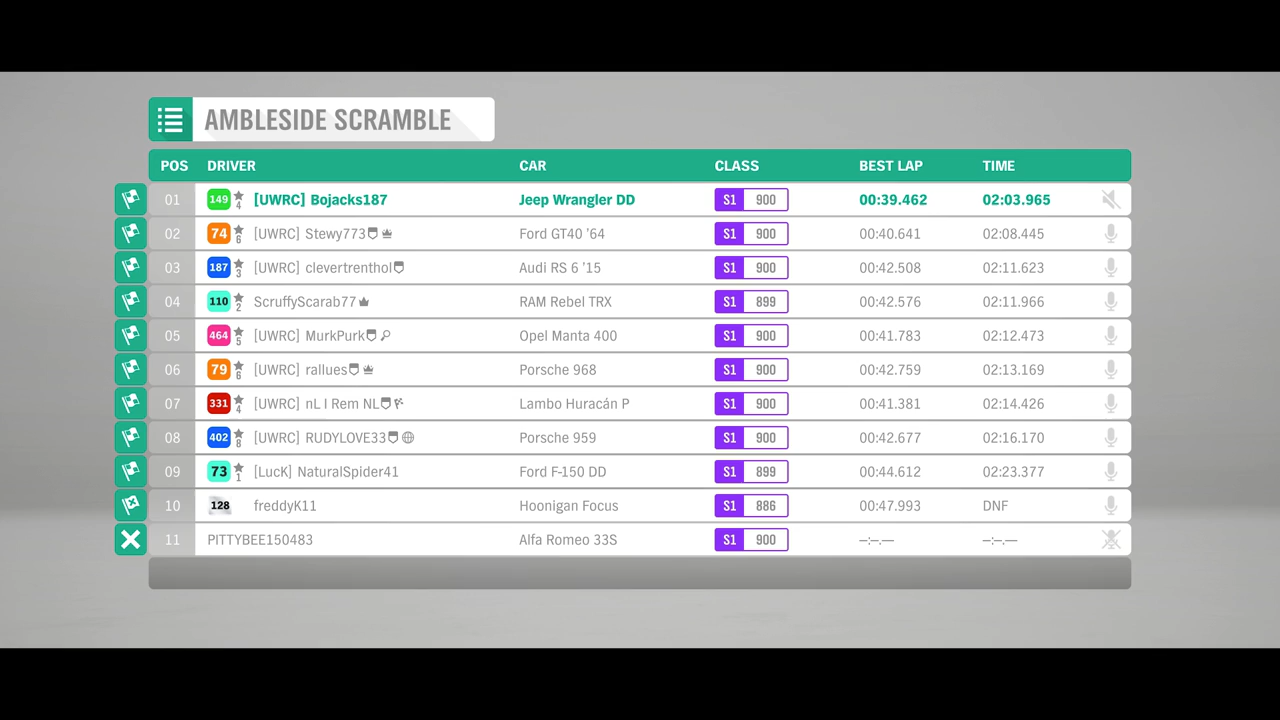 AMBLESIDE SCRAMBLE
POS DRIVER CAR CLASS BEST LAP TIME
01 149 4 [UWRC] Bojacks187 Jeep Wrangler DD S1 900 00:39.462 02:03.965
02 74 6 [UWRC] Stewy773 Ford GT40 '64 S1 900 00:40.641 02:08.445
03 187 3 [UWRC] clevertrenthol Audi RS 6 '15 S1 900 00:42.508 02:11.623
04 110 2 ScruffyScarab77 RAM Rebel TRX S1 899 00:42.576 02:11.966
05 464 5 [UWRC] MurkPurk Opel Manta 400 S1 900 00:41.783 02:12.473
06 79 6 [UWRC] rallues Porsche 968 S1 900 00:42.759 02:13.169
07 331 4 [UWRC] nL I Rem NL Lambo Huracán P S1 900 00:41.381 02:14.426
08 402 8 [UWRC] RUDYLOVE33 Porsche 959 S1 900 00:42.677 02:16.170
09 73 1 [LucK] NaturalSpider41 Ford F-150 DD S1 899 00:44.612 02:23.377
10 128 freddyK11 Hoonigan Focus S1 886 00:47.993 DNF
11 PITTYBEE150483 Alfa Romeo 33S S1 900 –:–.–– –:–.––